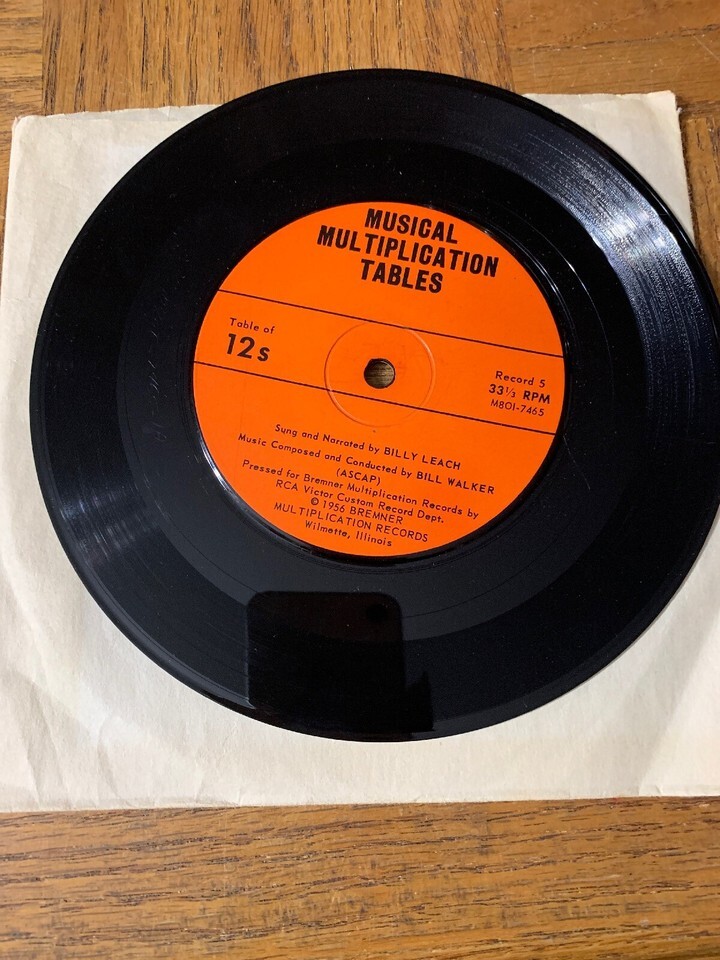 MUSICAL
MULTIPLICATION
TABLES
Table of
12s
Record 5
33⅓ RPM
M8OI-7465
Sung and Narrated by BILLY LEACH
Music Composed and Conducted by BILL WALKER
(ASCAP)
Pressed for Bremner Multiplication Records by
RCA Victor Custom Record Dept.
© 1956 BREMNER
MULTIPLICATION RECORDS
Wilmette, Illinois